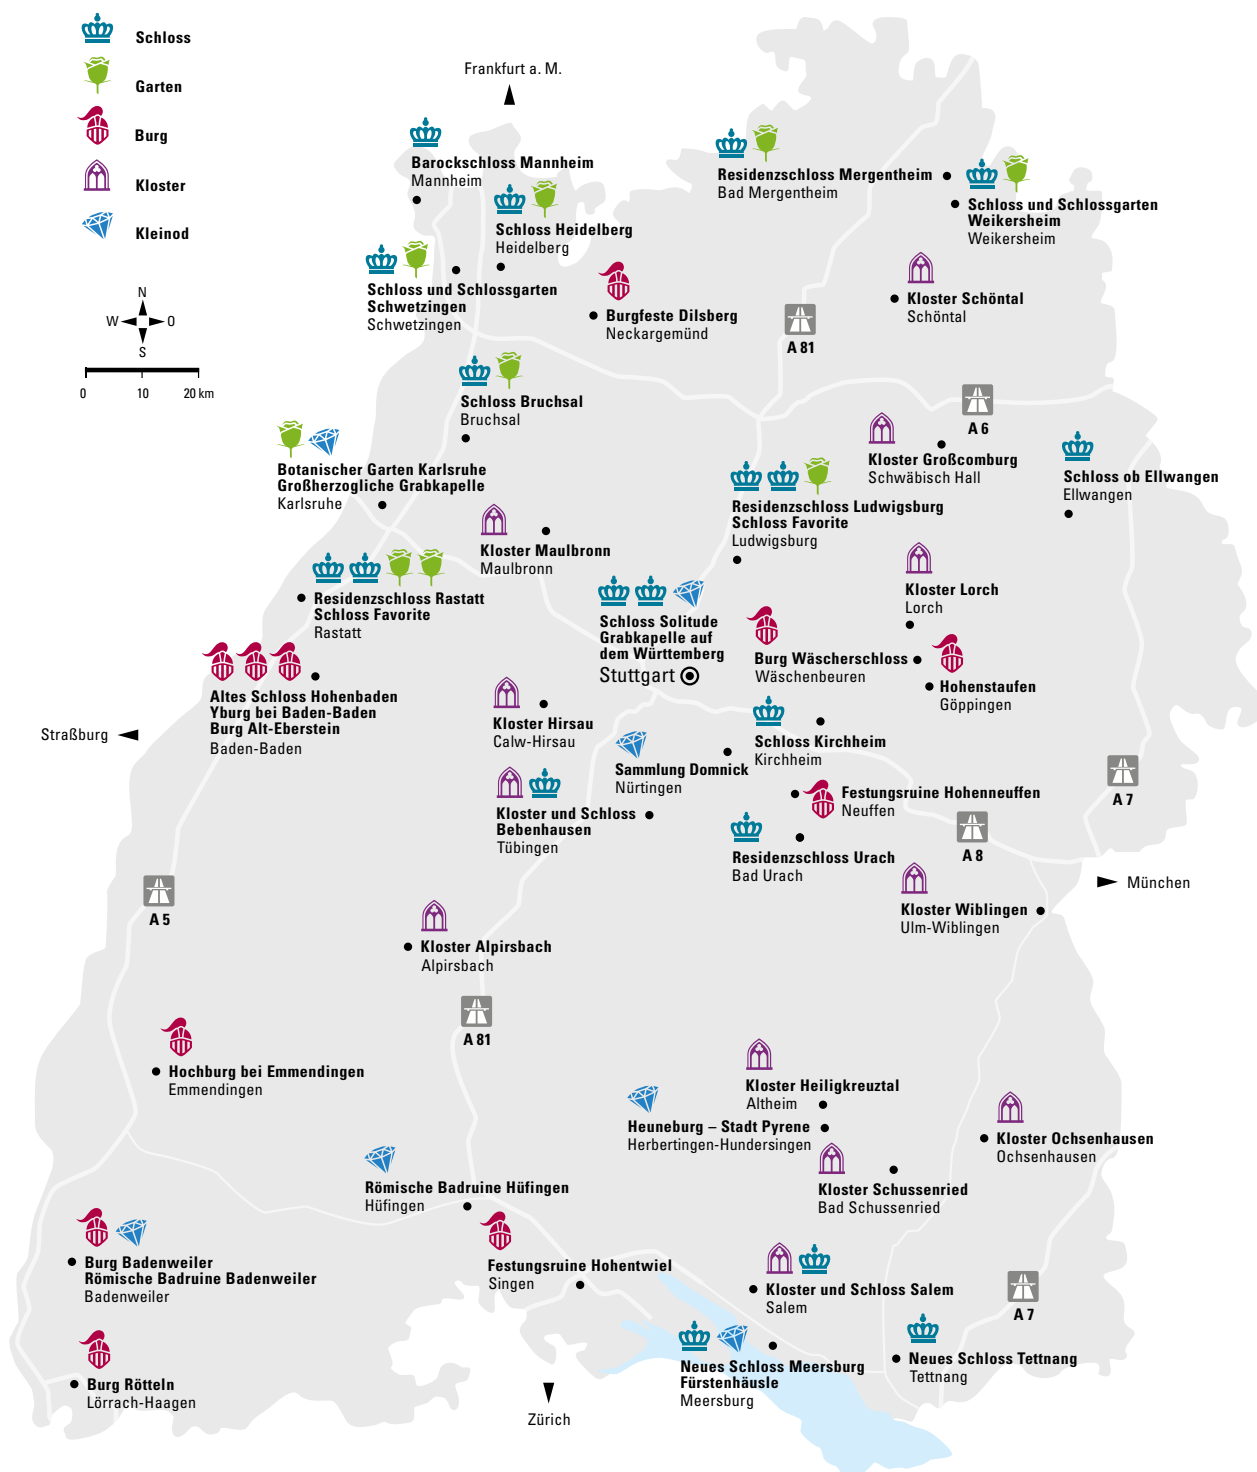 Schloss
Garten
Burg
Kloster
Kleinod
N
W
O
S
0
10
20 km
Frankfurt a. M.
Barockschloss Mannheim
Mannheim
Residenzschloss Mergentheim
Bad Mergentheim
Schloss und Schlossgarten
Weikersheim
Weikersheim
Schloss Heidelberg
Heidelberg
Schloss und Schlossgarten
Schwetzingen
Schwetzingen
Burgfeste Dilsberg
Neckargemünd
Kloster Schöntal
Schöntal
A 81
Schloss Bruchsal
Bruchsal
A 6
Botanischer Garten Karlsruhe
Großherzogliche Grabkapelle
Karlsruhe
Kloster Großcomburg
Schwäbisch Hall
Schloss ob Ellwangen
Ellwangen
Residenzschloss Ludwigsburg
Schloss Favorite
Ludwigsburg
Kloster Maulbronn
Maulbronn
Kloster Lorch
Lorch
Residenzschloss Rastatt
Schloss Favorite
Rastatt
Schloss Solitude
Grabkapelle auf
dem Württemberg
Stuttgart
Burg Wäscherschloss
Wäschenbeuren
Hohenstaufen
Göppingen
Altes Schloss Hohenbaden
Yburg bei Baden-Baden
Burg Alt-Eberstein
Baden-Baden
Straßburg
Kloster Hirsau
Calw-Hirsau
Schloss Kirchheim
Kirchheim
Sammlung Domnick
Nürtingen
Festungsruine Hohenneuffen
Neuffen
A 7
Kloster und Schloss
Bebenhausen
Tübingen
Residenzschloss Urach
Bad Urach
A 8
München
A 5
Kloster Wiblingen
Ulm-Wiblingen
Kloster Alpirsbach
Alpirsbach
A 81
Hochburg bei Emmendingen
Emmendingen
Kloster Heiligkreuztal
Altheim
Heuneburg – Stadt Pyrene
Herbertingen-Hundersingen
Kloster Ochsenhausen
Ochsenhausen
Kloster Schussenried
Bad Schussenried
Römische Badruine Hüfingen
Hüfingen
Burg Badenweiler
Römische Badruine Badenweiler
Badenweiler
Festungsruine Hohentwiel
Singen
Kloster und Schloss Salem
Salem
A 7
Neues Schloss Meersburg
Fürstenhäusle
Meersburg
Neues Schloss Tettnang
Tettnang
Burg Rötteln
Lörrach-Haagen
Zürich